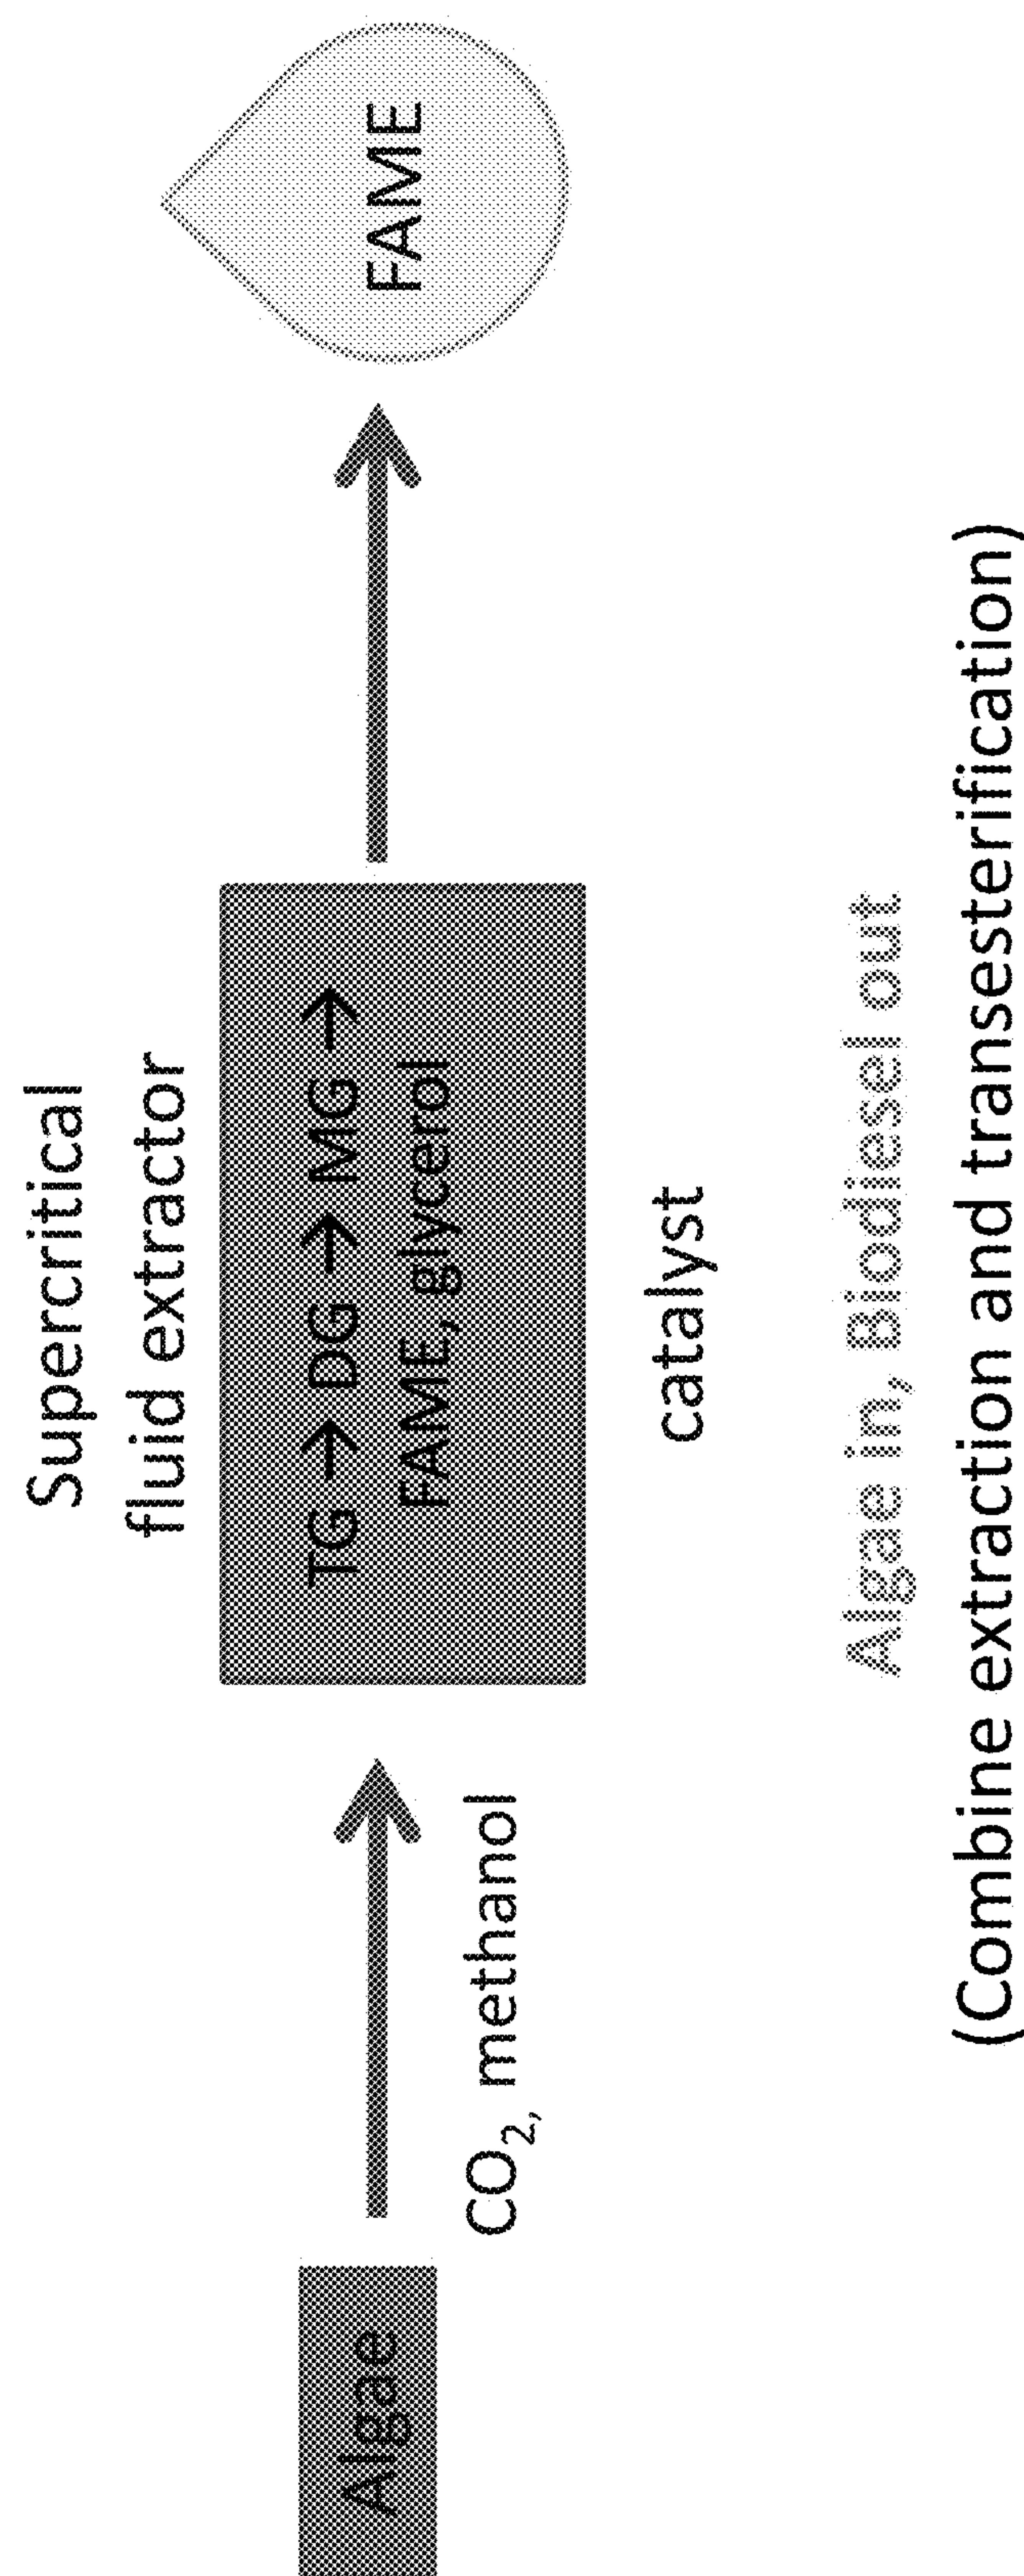 Supercritical
fluid extractor
Algae
CO₂, methanol
TG → DG → MG →
FAME, glycerol
catalyst
FAME
Algae in, Biodiesel out
(Combine extraction and transesterification)